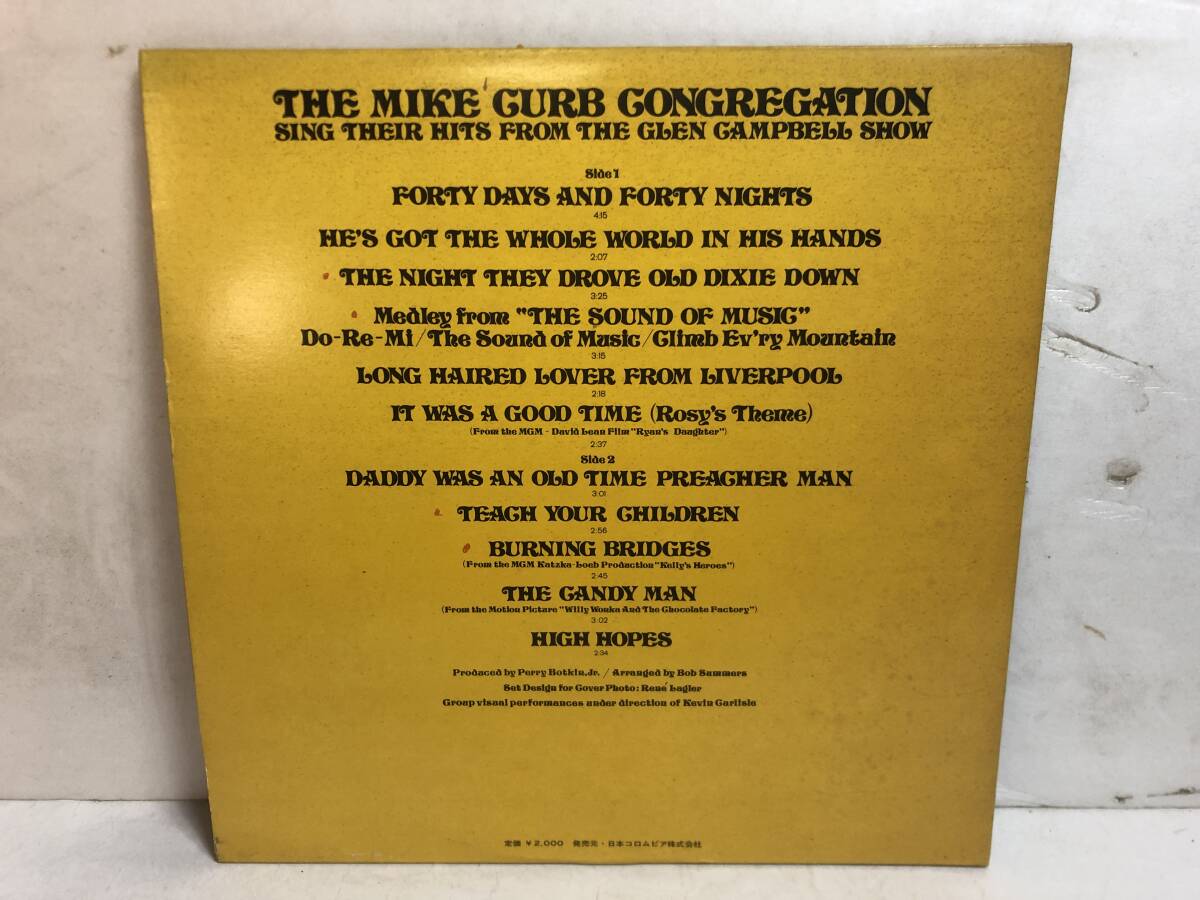 THE MIKE CURB CONGREGATION
SING THEIR HITS FROM THE GLEN CAMPBELL SHOW
Side 1
FORTY DAYS AND FORTY NIGHTS
4:15
HE'S GOT THE WHOLE WORLD IN HIS HANDS
2:07
THE NIGHT THEY DROVE OLD DIXIE DOWN
3:25
Medley from "THE SOUND OF MUSIC"
Do-Re-Mi/The Sound of Music/Climb Ev'ry Mountain
3:15
LONG HAIRED LOVER FROM LIVERPOOL
2:18
IT WAS A GOOD TIME (Rosy's Theme)
(From the MGM - David Lean Film "Ryan's Daughter")
2:37
Side 2
DADDY WAS AN OLD TIME PREACHER MAN
3:01
TEACH YOUR CHILDREN
2:56
BURNING BRIDGES
(From the MGM Katzka-Loeb Production "Kelly's Heroes")
2:45
THE CANDY MAN
(From the Motion Picture "Willy Wonka And The Chocolate Factory")
3:02
HIGH HOPES
2:34
Produced by Perry Botkin, Jr. / Arranged by Bob Summers
Set Design for Cover Photo: René Lagler
Group visual performances under direction of Kevin Carlisle
定価 ¥2,000 発売元・日本コロムビア株式会社